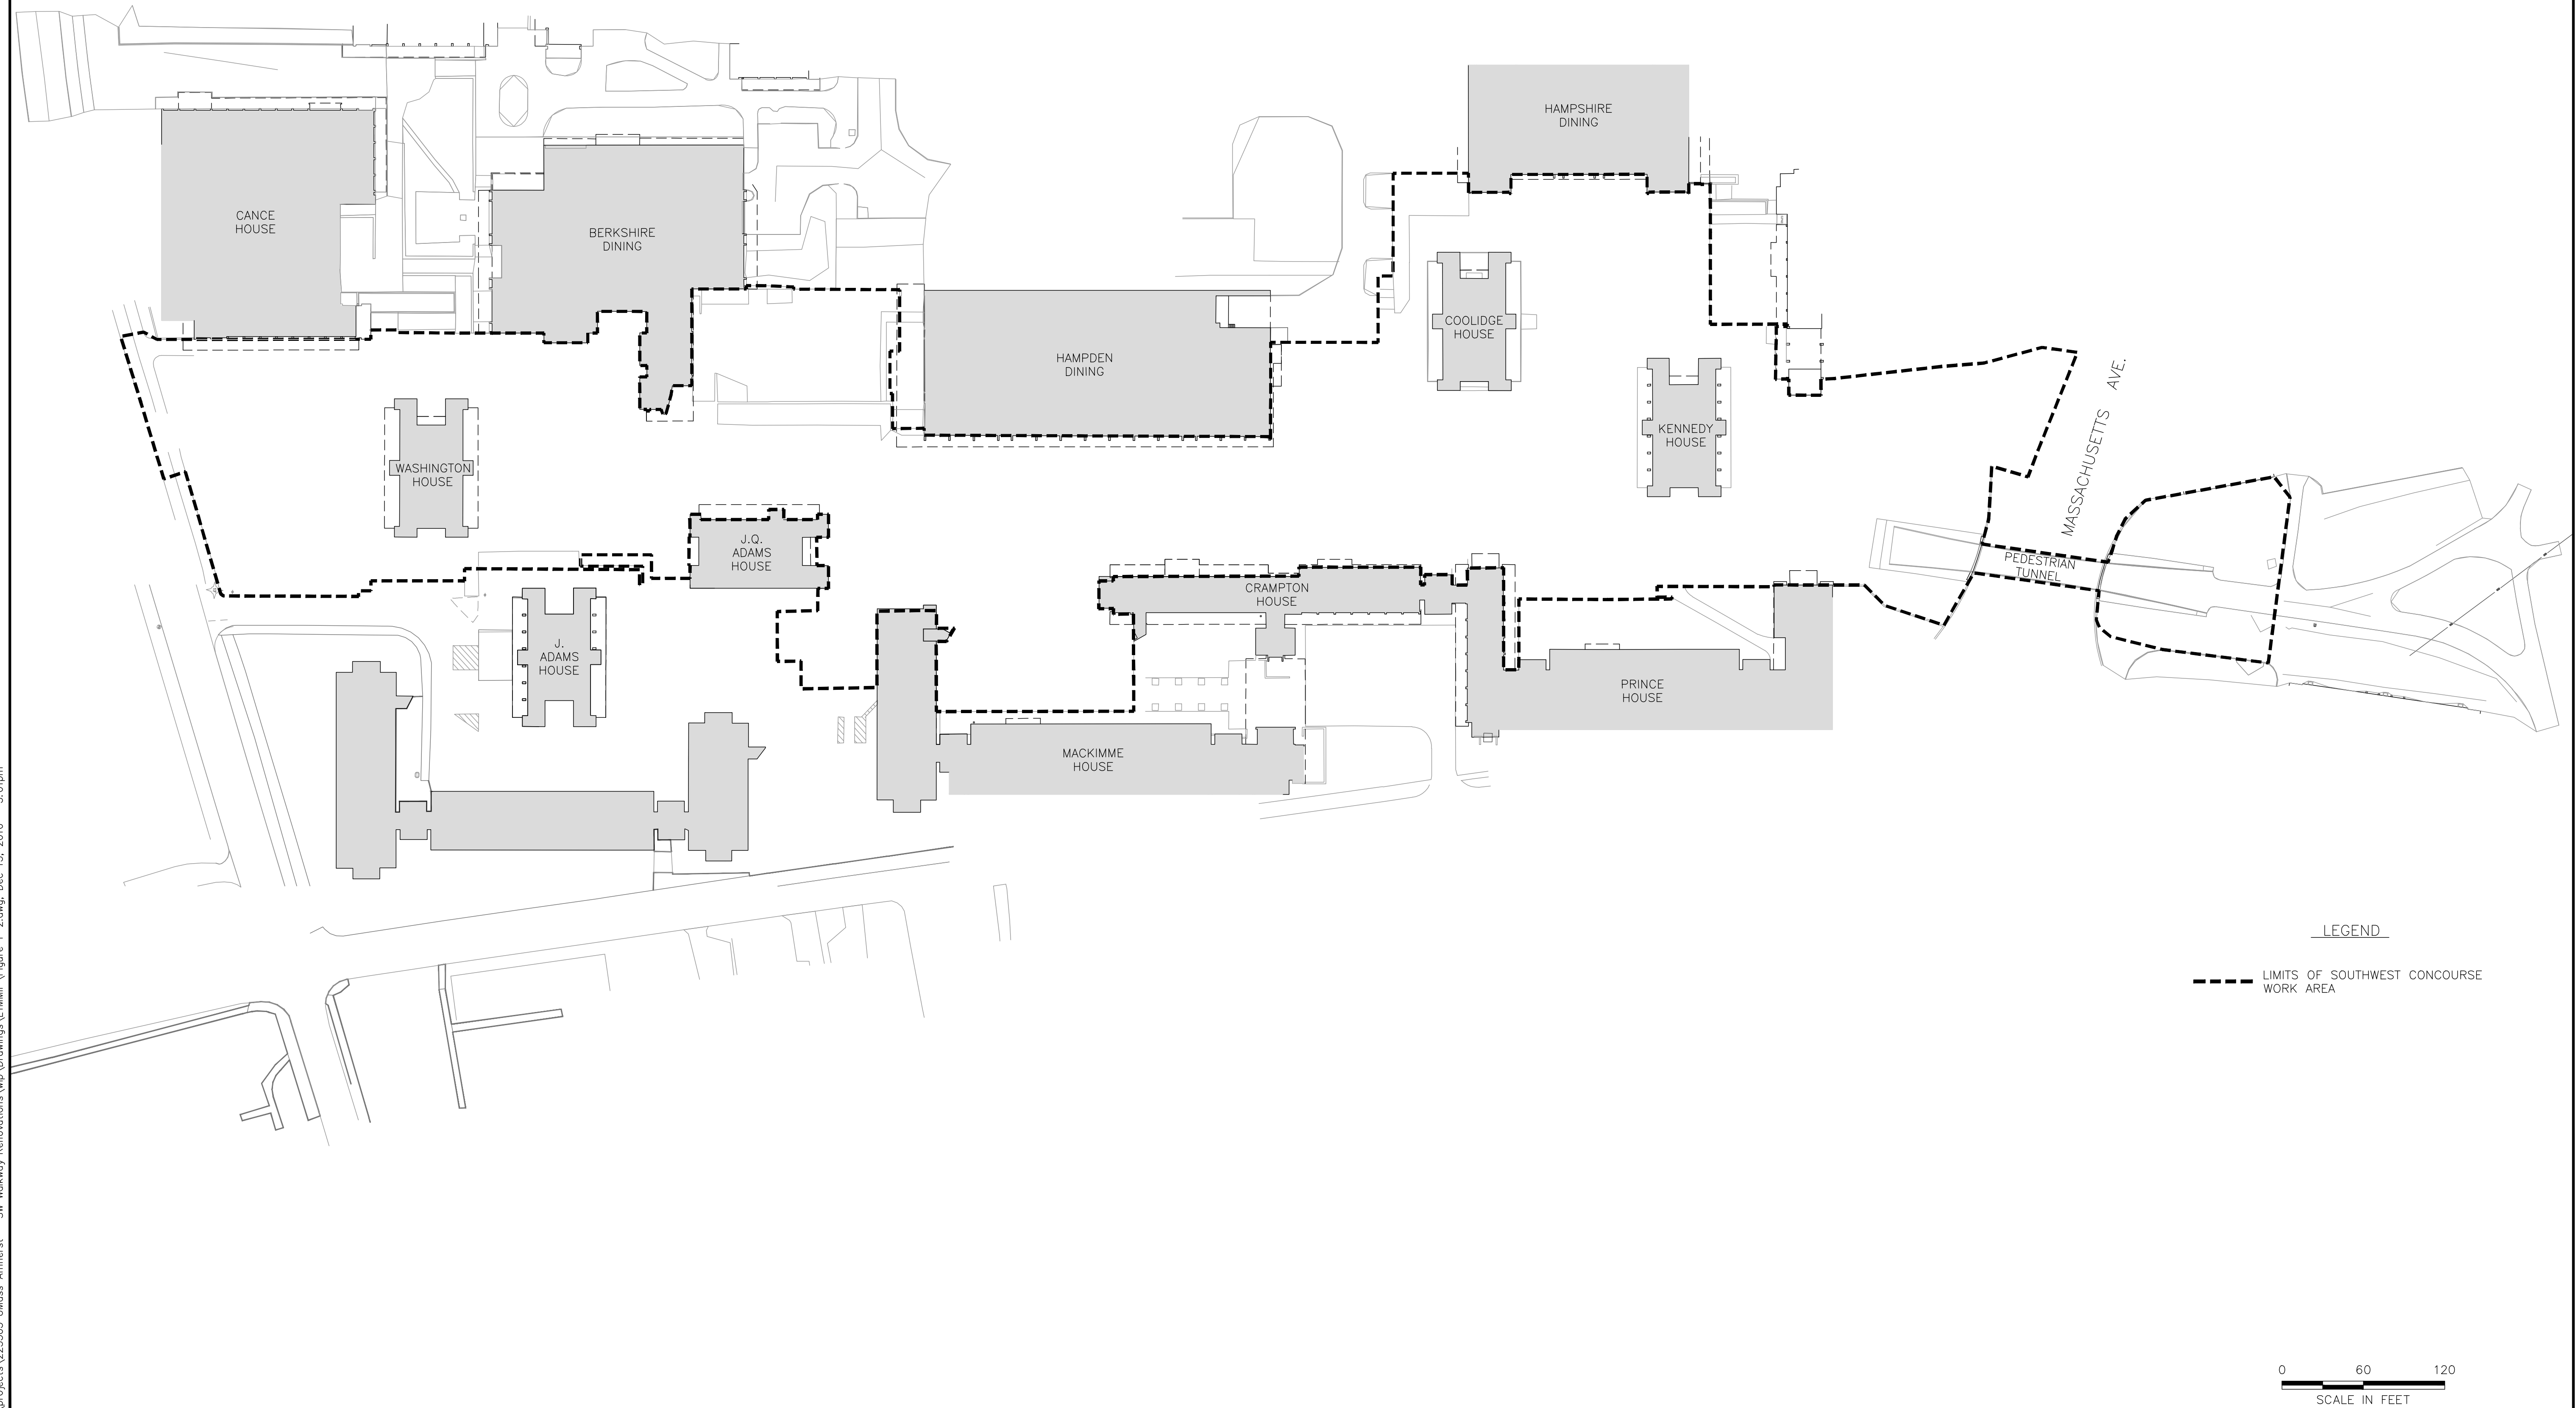 HAMPSHIRE
DINING
CANCE
HOUSE
BERKSHIRE
DINING
COOLIDGE
HOUSE
HAMPDEN
DINING
MASSACHUSETTS AVE.
KENNEDY
HOUSE
WASHINGTON
HOUSE
J.Q.
ADAMS
HOUSE
PEDESTRIAN
TUNNEL
CRAMPTON
HOUSE
J.
ADAMS
HOUSE
PRINCE
HOUSE
MACKIMME
HOUSE
LEGEND
LIMITS OF SOUTHWEST CONCOURSE
WORK AREA
0 60 120
SCALE IN FEET